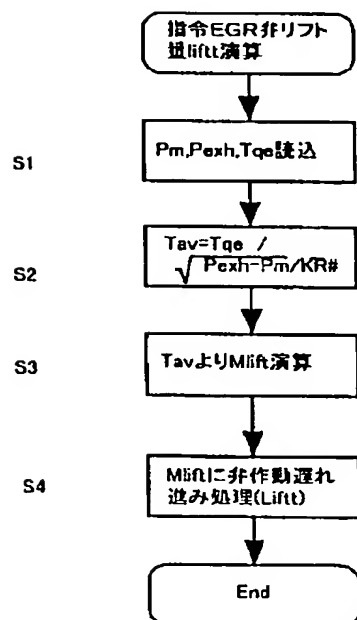 指令EGR弁リフト
量liftt演算
S1
Pm,Pexh,Tqe読込
S2
Tav=Tqe /
√Pexh-Pm/KR#
S3
TavよりMlift演算
S4
Mliftに弁作動遅れ
進み処理(Liftt)
End